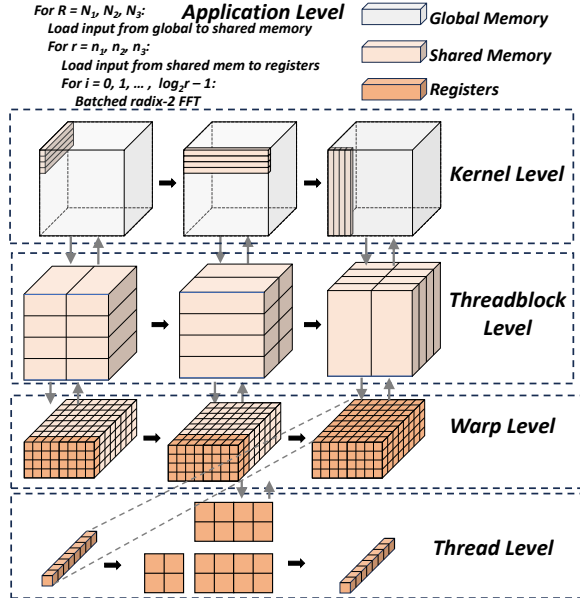 Application Level
For R = N₁, N₂, N₃:
Load input from global to shared memory
For r = n₁, n₂, n₃:
Load input from shared mem to registers
For i = 0, 1, … , log₂r – 1:
Batched radix-2 FFT
Global Memory
Shared Memory
Registers
Kernel Level
Threadblock
Level
Warp Level
Thread Level